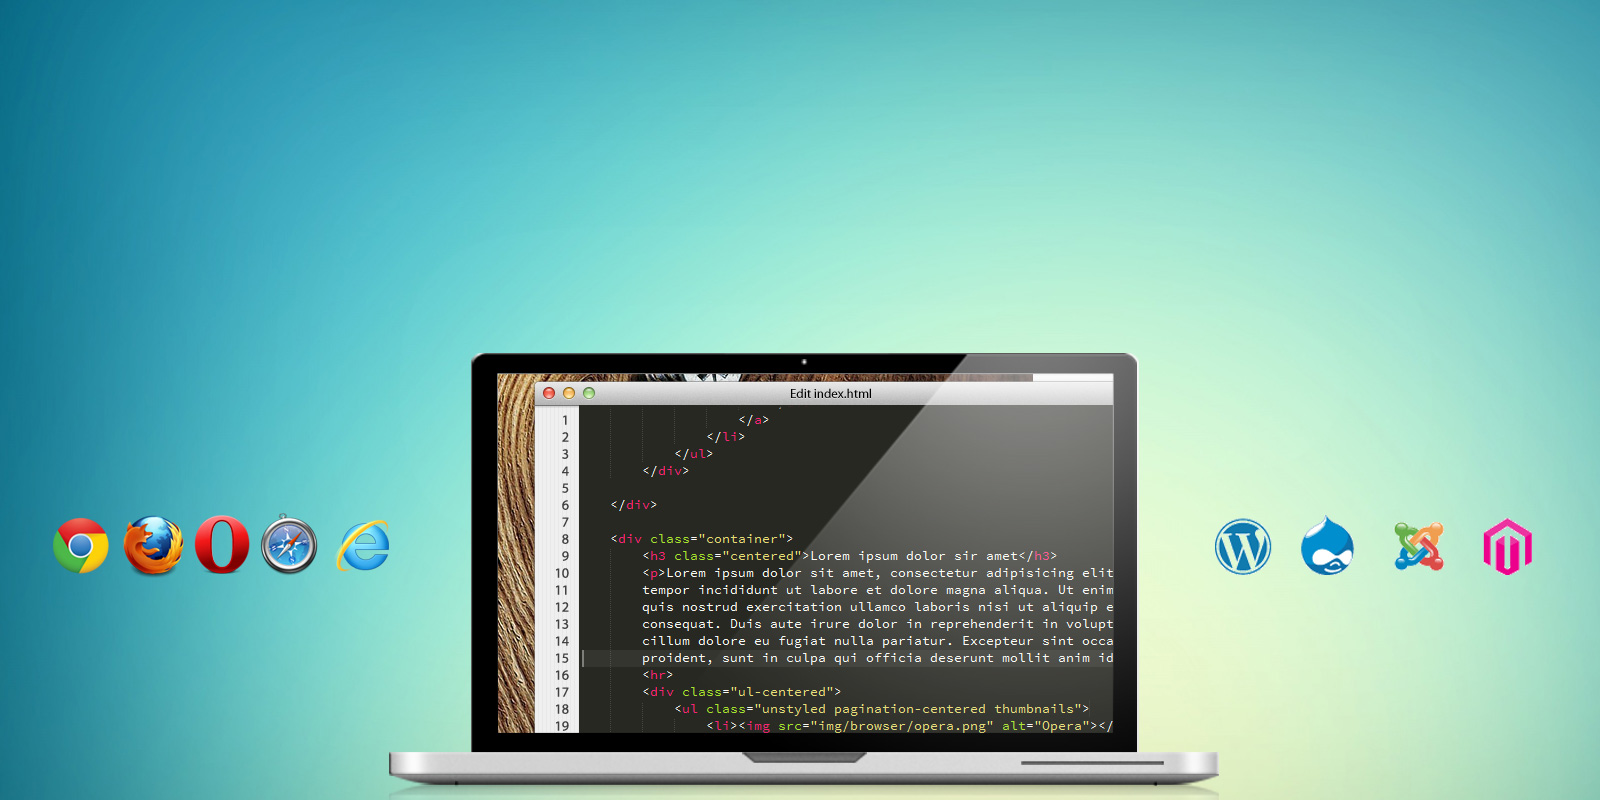 Edit index.html
1 </a>
2 </li>
3 </ul>
4 </div>
5
6 </div>
7
8 <div class="container">
9 <h3 class="centered">Lorem ipsum dolor sir amet</h3>
10 <p>Lorem ipsum dolor sit amet, consectetur adipisicing elit
11 tempor incididunt ut labore et dolore magna aliqua. Ut enim
12 quis nostrud exercitation ullamco laboris nisi ut aliquip e
13 consequat. Duis aute irure dolor in reprehenderit in volupt
14 cillum dolore eu fugiat nulla pariatur. Excepteur sint occa
15 proident, sunt in culpa qui officia deserunt mollit anim id
16 <hr>
17 <div class="ul-centered">
18 <ul class="unstyled pagination-centered thumbnails">
19 <li><img src="img/browser/opera.png" alt="Opera"></